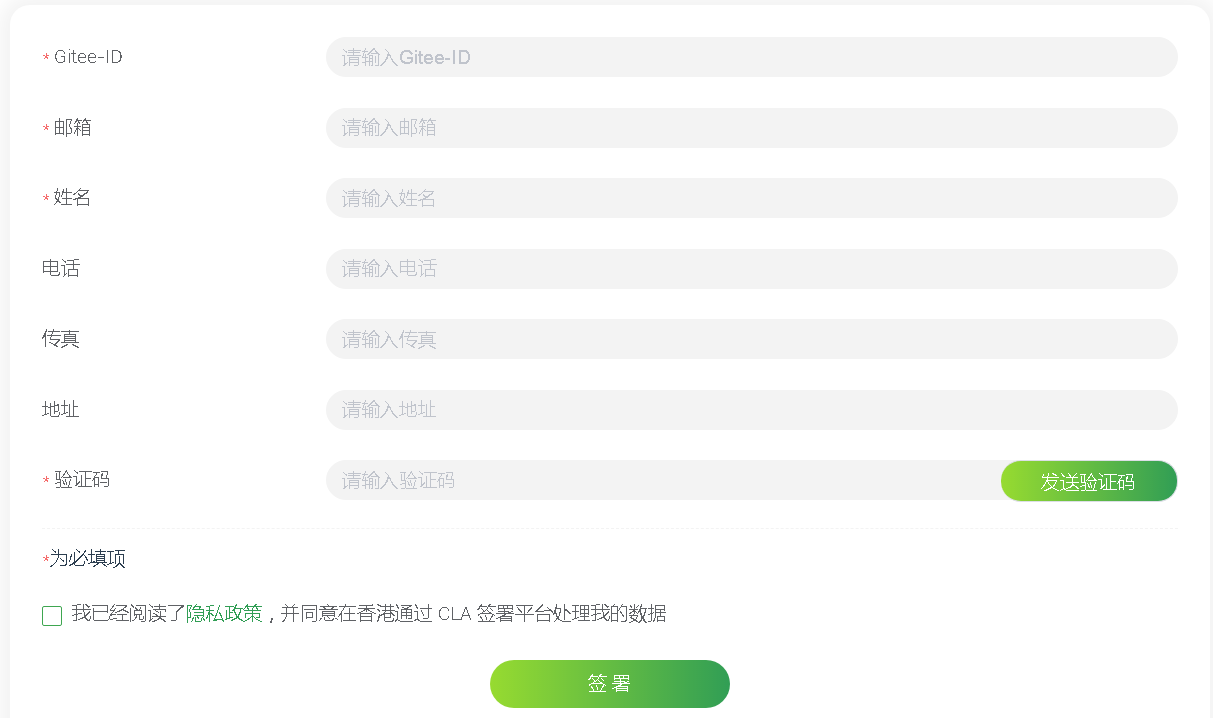 * Gitee-ID 请输入Gitee-ID
* 邮箱 请输入邮箱
* 姓名 请输入姓名
电话 请输入电话
传真 请输入传真
地址 请输入地址
* 验证码 请输入验证码 发送验证码
*为必填项
我已经阅读了隐私政策，并同意在香港通过 CLA 签署平台处理我的数据
签署